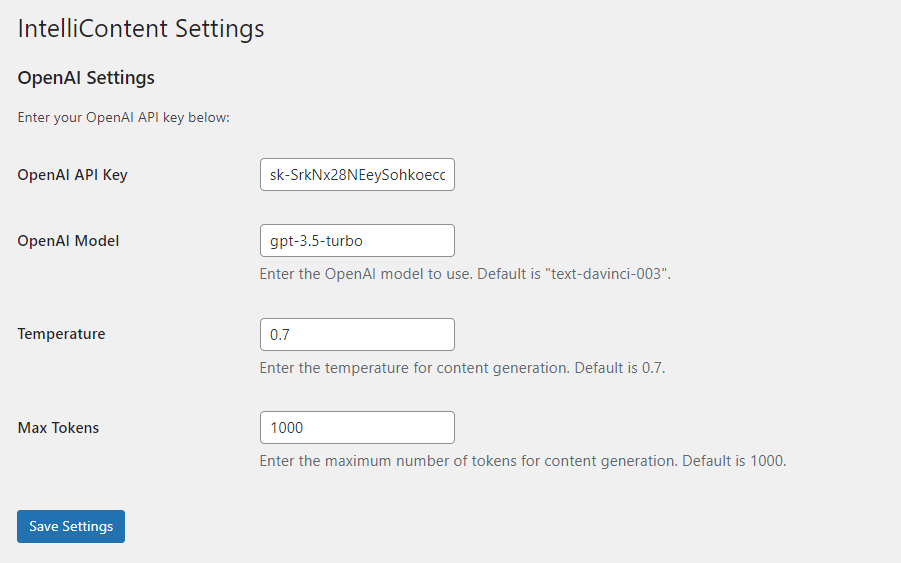 IntelliContent Settings
OpenAI Settings
Enter your OpenAI API key below:
OpenAI API Key
sk-SrkNx28NEeySohkoecc
OpenAI Model
gpt-3.5-turbo
Enter the OpenAI model to use. Default is "text-davinci-003".
Temperature
0.7
Enter the temperature for content generation. Default is 0.7.
Max Tokens
1000
Enter the maximum number of tokens for content generation. Default is 1000.
Save Settings